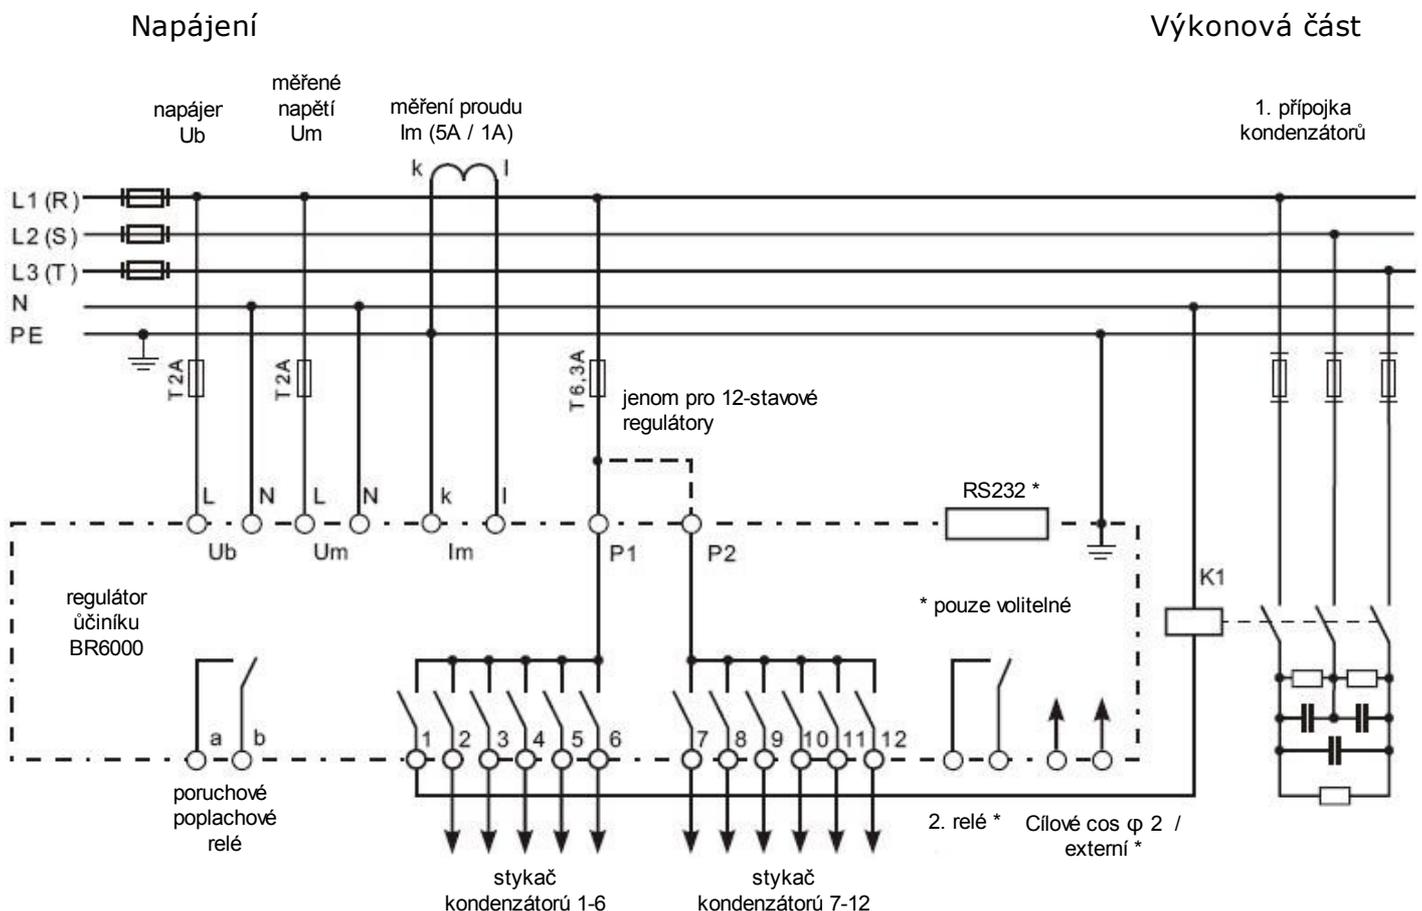 Napájení
Výkonová část
napájer
Ub
měřené
napětí
Um
měření proudu
Im (5A / 1A)
1. přípojka
kondenzátorů
k
l
L1 (R)
L2 (S)
L3 (T)
N
PE
T2A
T2A
T6,3A
jenom pro 12-stavové
regulátory
L
N
L
N
k
l
RS232 *
Ub
Um
Im
P1
P2
K1
regulátor
ůčiníku
BR6000
* pouze volitelné
a
b
1
2
3
4
5
6
7
8
9
10
11
12
poruchové
poplachové
relé
2. relé *
Cílové cos φ 2 /
externí *
stykač
kondenzátorú 1-6
stykač
kondenzátorú 7-12